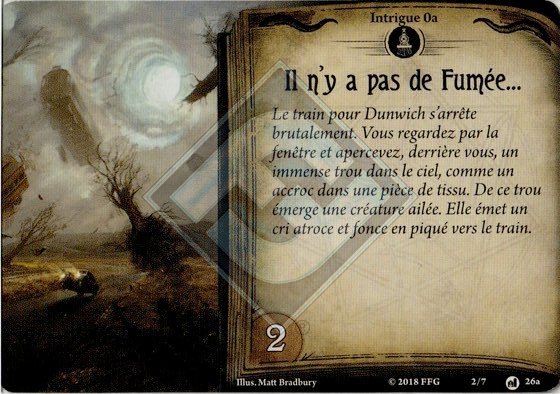 Intrigue 0a
Il n'y a pas de Fumée...
Le train pour Dunwich s'arrête
brutalement. Vous regardez par la
fenêtre et apercevez, derrière vous, un
immense trou dans le ciel, comme un
accroc dans une pièce de tissu. De ce trou
émerge une créature ailée. Elle émet un
cri atroce et fonce en piqué vers le train.
2
Illus. Matt Bradbury © 2018 FFG 2/7 26a